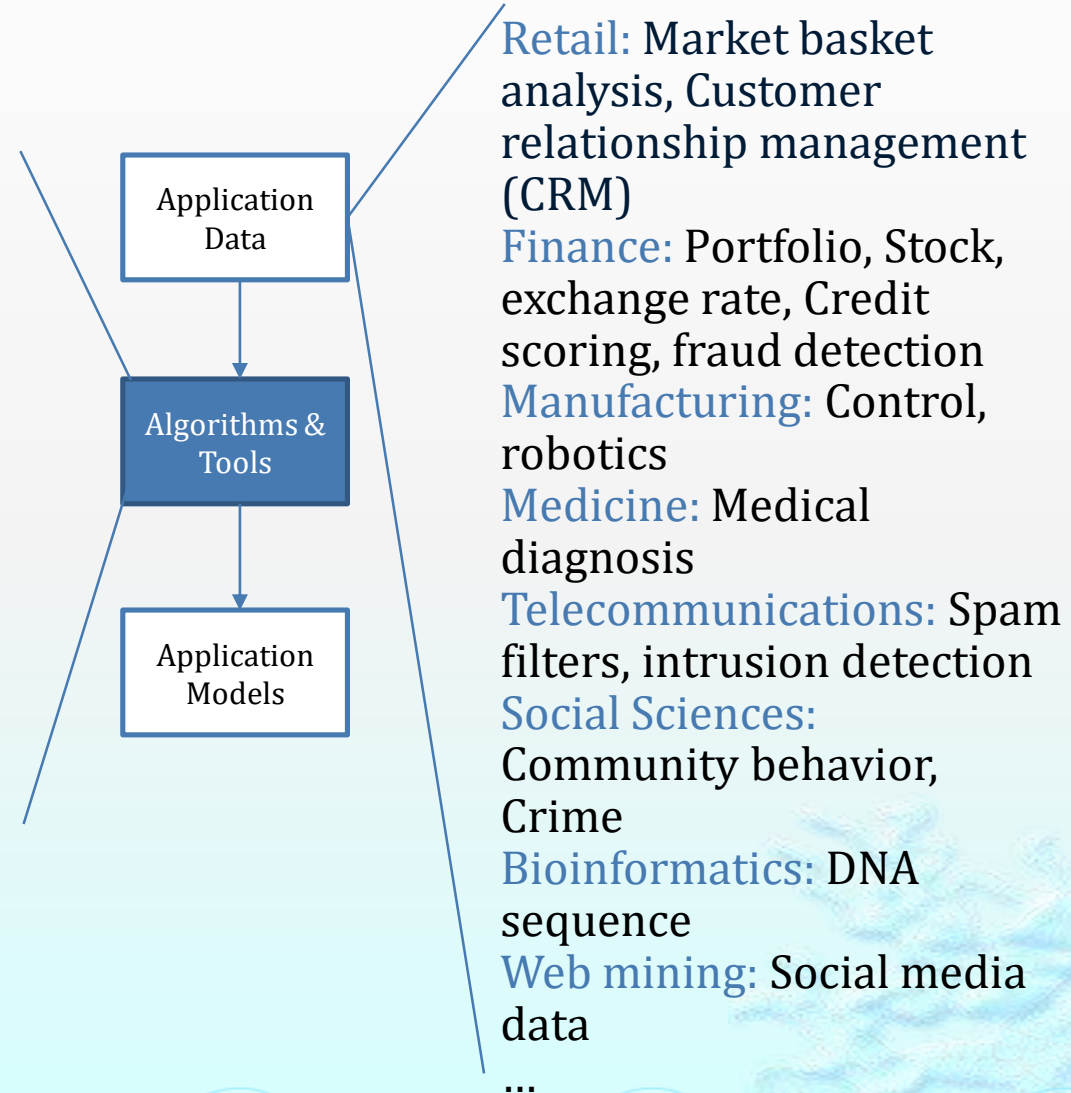 Application
Data
Algorithms &
Tools
Application
Models
Retail: Market basket
analysis, Customer
relationship management
(CRM)
Finance: Portfolio, Stock,
exchange rate, Credit
scoring, fraud detection
Manufacturing: Control,
robotics
Medicine: Medical
diagnosis
Telecommunications: Spam
filters, intrusion detection
Social Sciences:
Community behavior,
Crime
Bioinformatics: DNA
sequence
Web mining: Social media
data
...